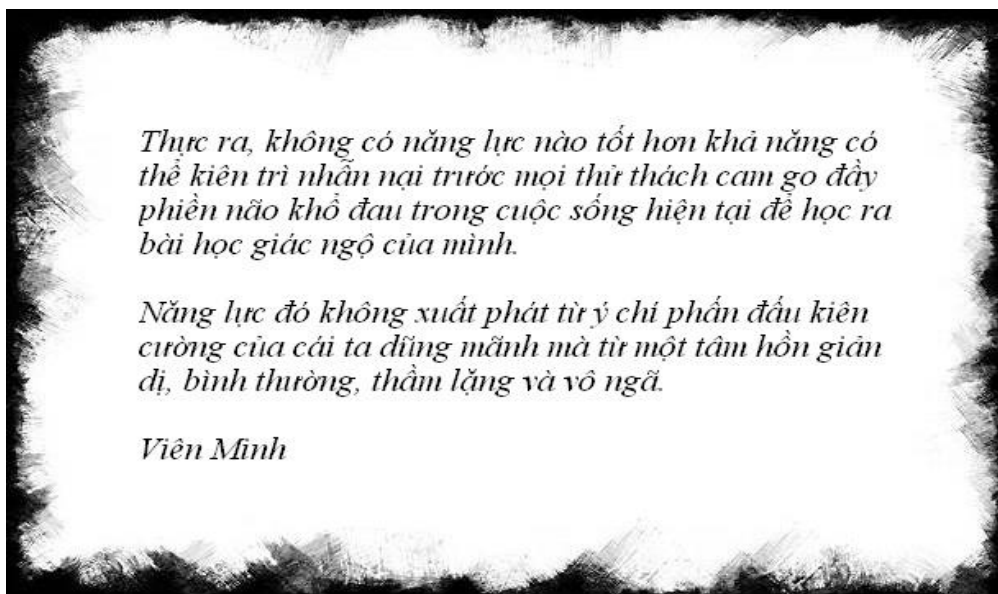 Thực ra, không có năng lực nào tốt hơn khả năng có
thể kiên trì nhẫn nại trước mọi thử thách cam go đầy
phiền não khổ đau trong cuộc sống hiện tại để học ra
bài học giác ngộ của mình.
Năng lực đó không xuất phát từ ý chí phấn đấu kiên
cường của cái ta dũng mãnh mà từ một tâm hồn giản
dị, bình thường, thầm lặng và vô ngã.
Viên Minh